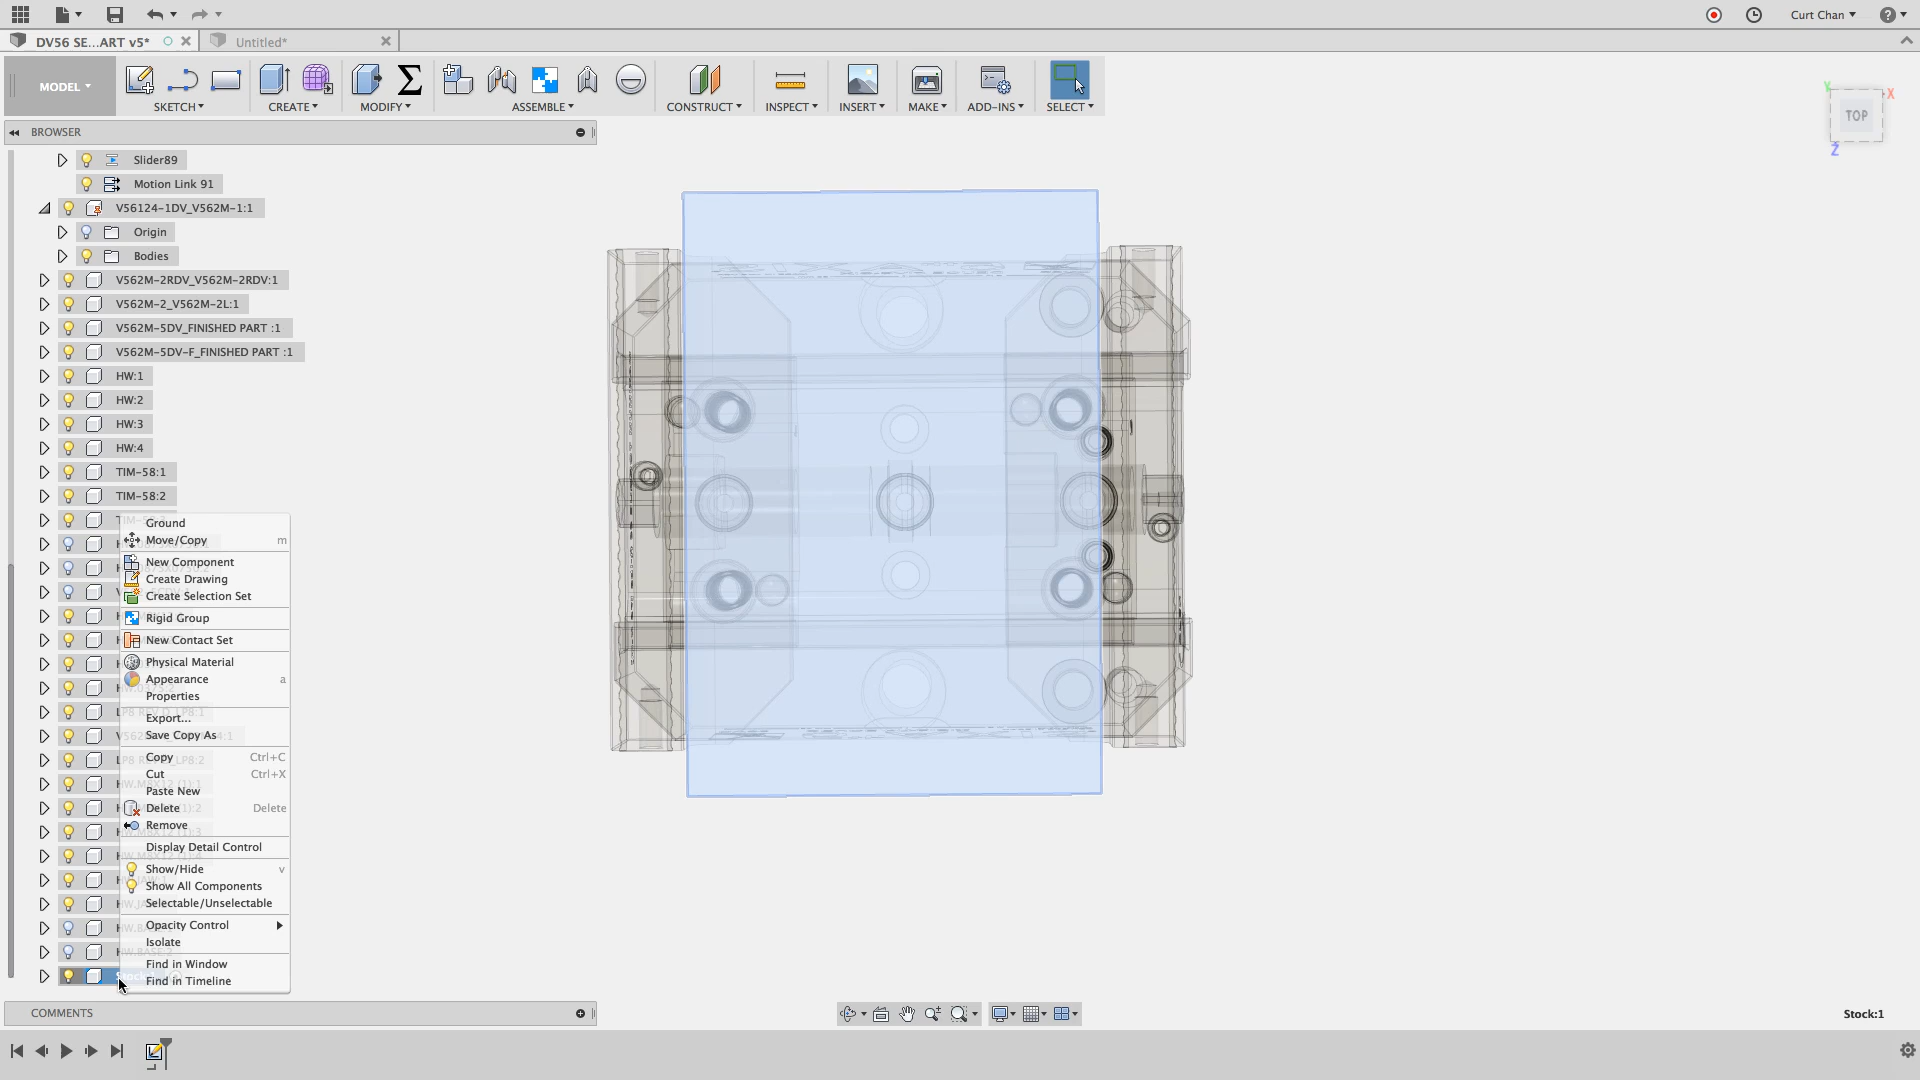 Curt Chan
DV56 SE...ART v5*
Untitled*
MODEL
SKETCH
CREATE
MODIFY
ASSEMBLE
CONSTRUCT
INSPECT
INSERT
MAKE
ADD-INS
SELECT
BROWSER
Y
X
TOP
Z
Slider89
Motion Link 91
V56124-1DV_V562M-1:1
Origin
Bodies
V562M-2RDV_V562M-2RDV:1
V562M-2_V562M-2L:1
V562M-5DV_FINISHED PART :1
V562M-5DV-F_FINISHED PART :1
HW:1
HW:2
HW:3
HW:4
TIM-58:1
TIM-58:2
Ground
Move/Copy m
New Component
Create Drawing
Create Selection Set
Rigid Group
New Contact Set
Physical Material
Appearance a
Properties
Export...
Save Copy As
Copy Ctrl+C
Cut Ctrl+X
Paste New
Delete Delete
Remove
Display Detail Control
Show/Hide v
Show All Components
Selectable/Unselectable
Opacity Control
Isolate
Find in Window
Find in Timeline
COMMENTS
Stock:1